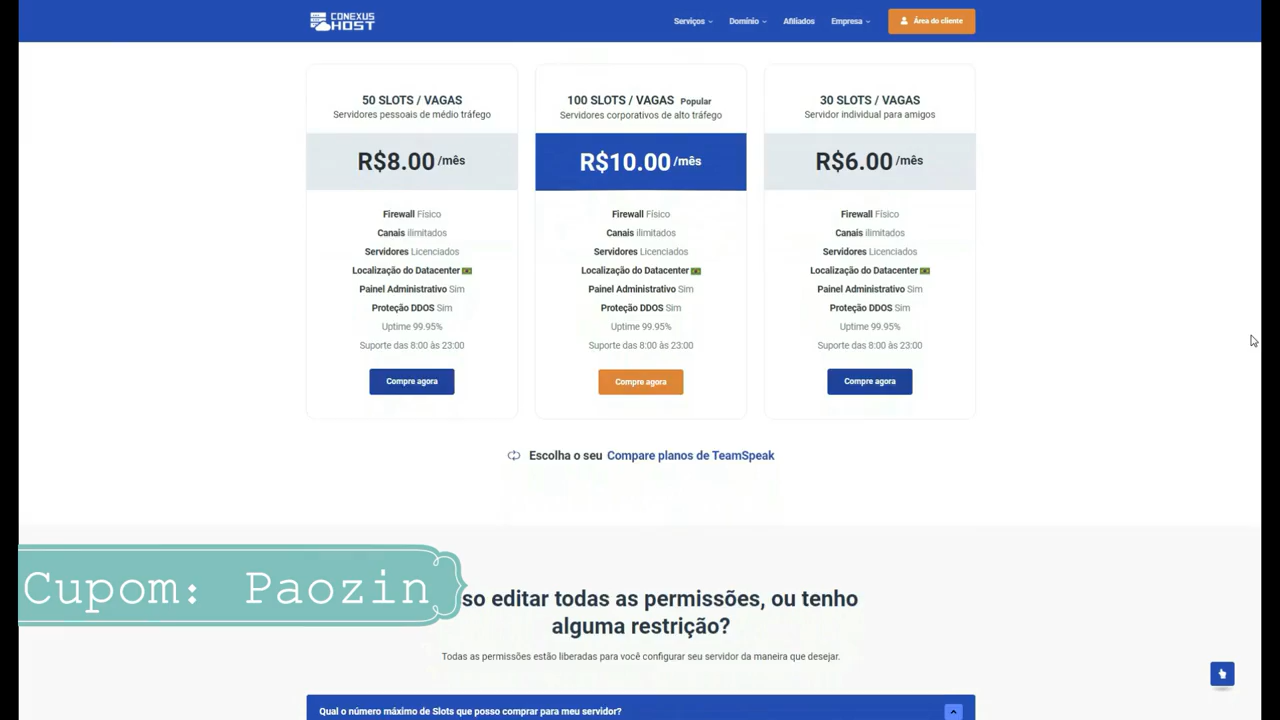 CONEXUS HOST
Serviços
Domínio
Afiliados
Empresa
Área do cliente
50 SLOTS / VAGAS
Servidores pessoais de médio tráfego
R$8.00 /mês
Firewall Físico
Canais ilimitados
Servidores Licenciados
Localização do Datacenter
Painel Administrativo Sim
Proteção DDOS Sim
Uptime 99.95%
Suporte das 8:00 às 23:00
Compre agora
100 SLOTS / VAGAS Popular
Servidores corporativos de alto tráfego
R$10.00 /mês
Firewall Físico
Canais ilimitados
Servidores Licenciados
Localização do Datacenter
Painel Administrativo Sim
Proteção DDOS Sim
Uptime 99.95%
Suporte das 8:00 às 23:00
Compre agora
30 SLOTS / VAGAS
Servidor individual para amigos
R$6.00 /mês
Firewall Físico
Canais ilimitados
Servidores Licenciados
Localização do Datacenter
Painel Administrativo Sim
Proteção DDOS Sim
Uptime 99.95%
Suporte das 8:00 às 23:00
Compre agora
Escolha o seu Compare planos de TeamSpeak
Cupom: Paozin
so editar todas as permissões, ou tenho
alguma restrição?
Todas as permissões estão liberadas para você configurar seu servidor da maneira que desejar.
Qual o número máximo de Slots que posso comprar para meu servidor?